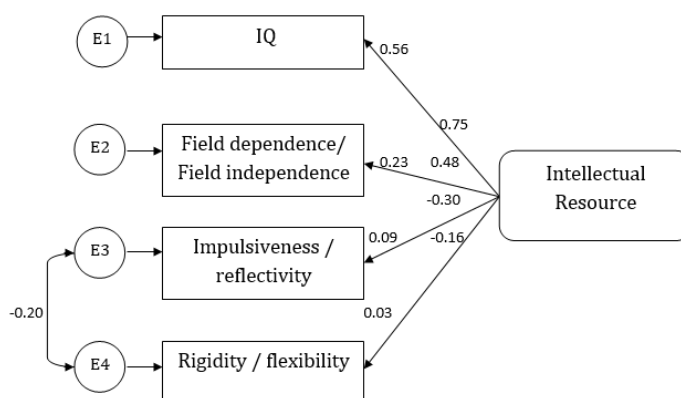 E1
IQ
0.56
0.75
E2
Field dependence/
Field independence
0.23
0.48
Intellectual
Resource
-0.30
E3
Impulsiveness /
reflectivity
0.09
-0.16
-0.20
0.03
E4
Rigidity / flexibility